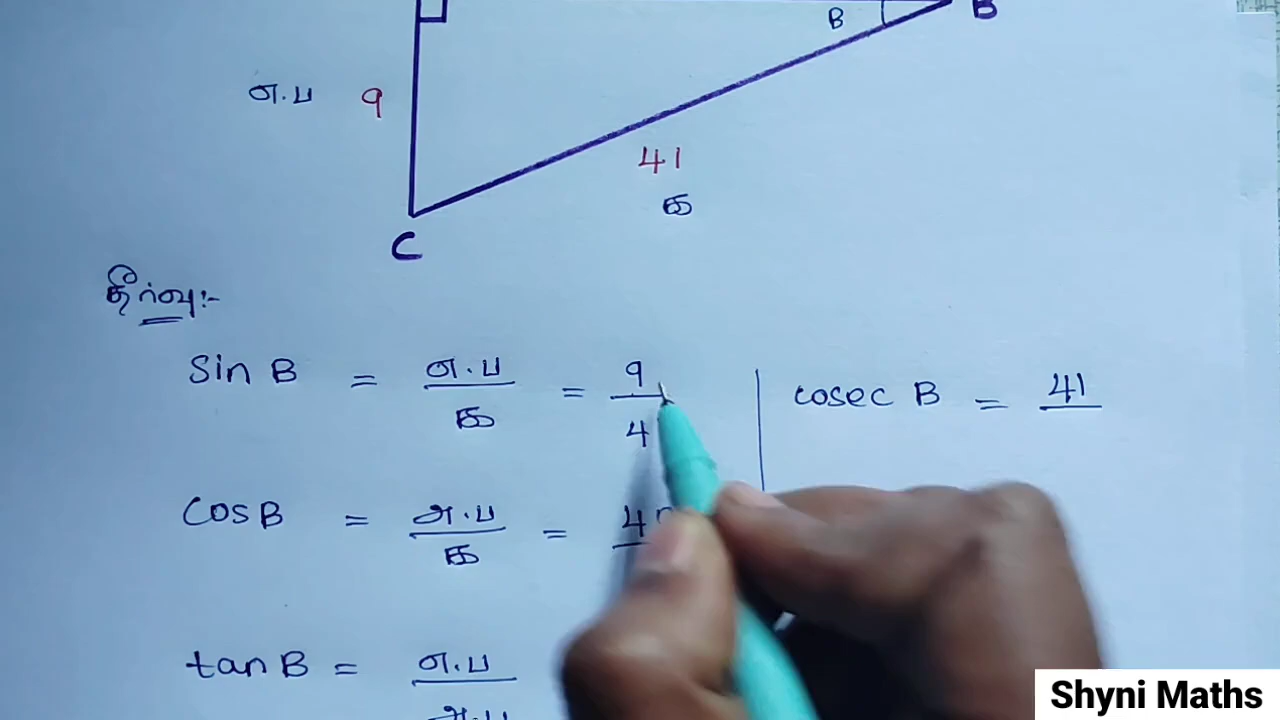 B B
எ.ப 9
41
க
C
தீர்வு:-
sin B = எ.ப / க = 9 / 4
cosec B = 41
cos B = அ.ப / க = 4
tan B = எ.ப / அ.ப
Shyni Maths